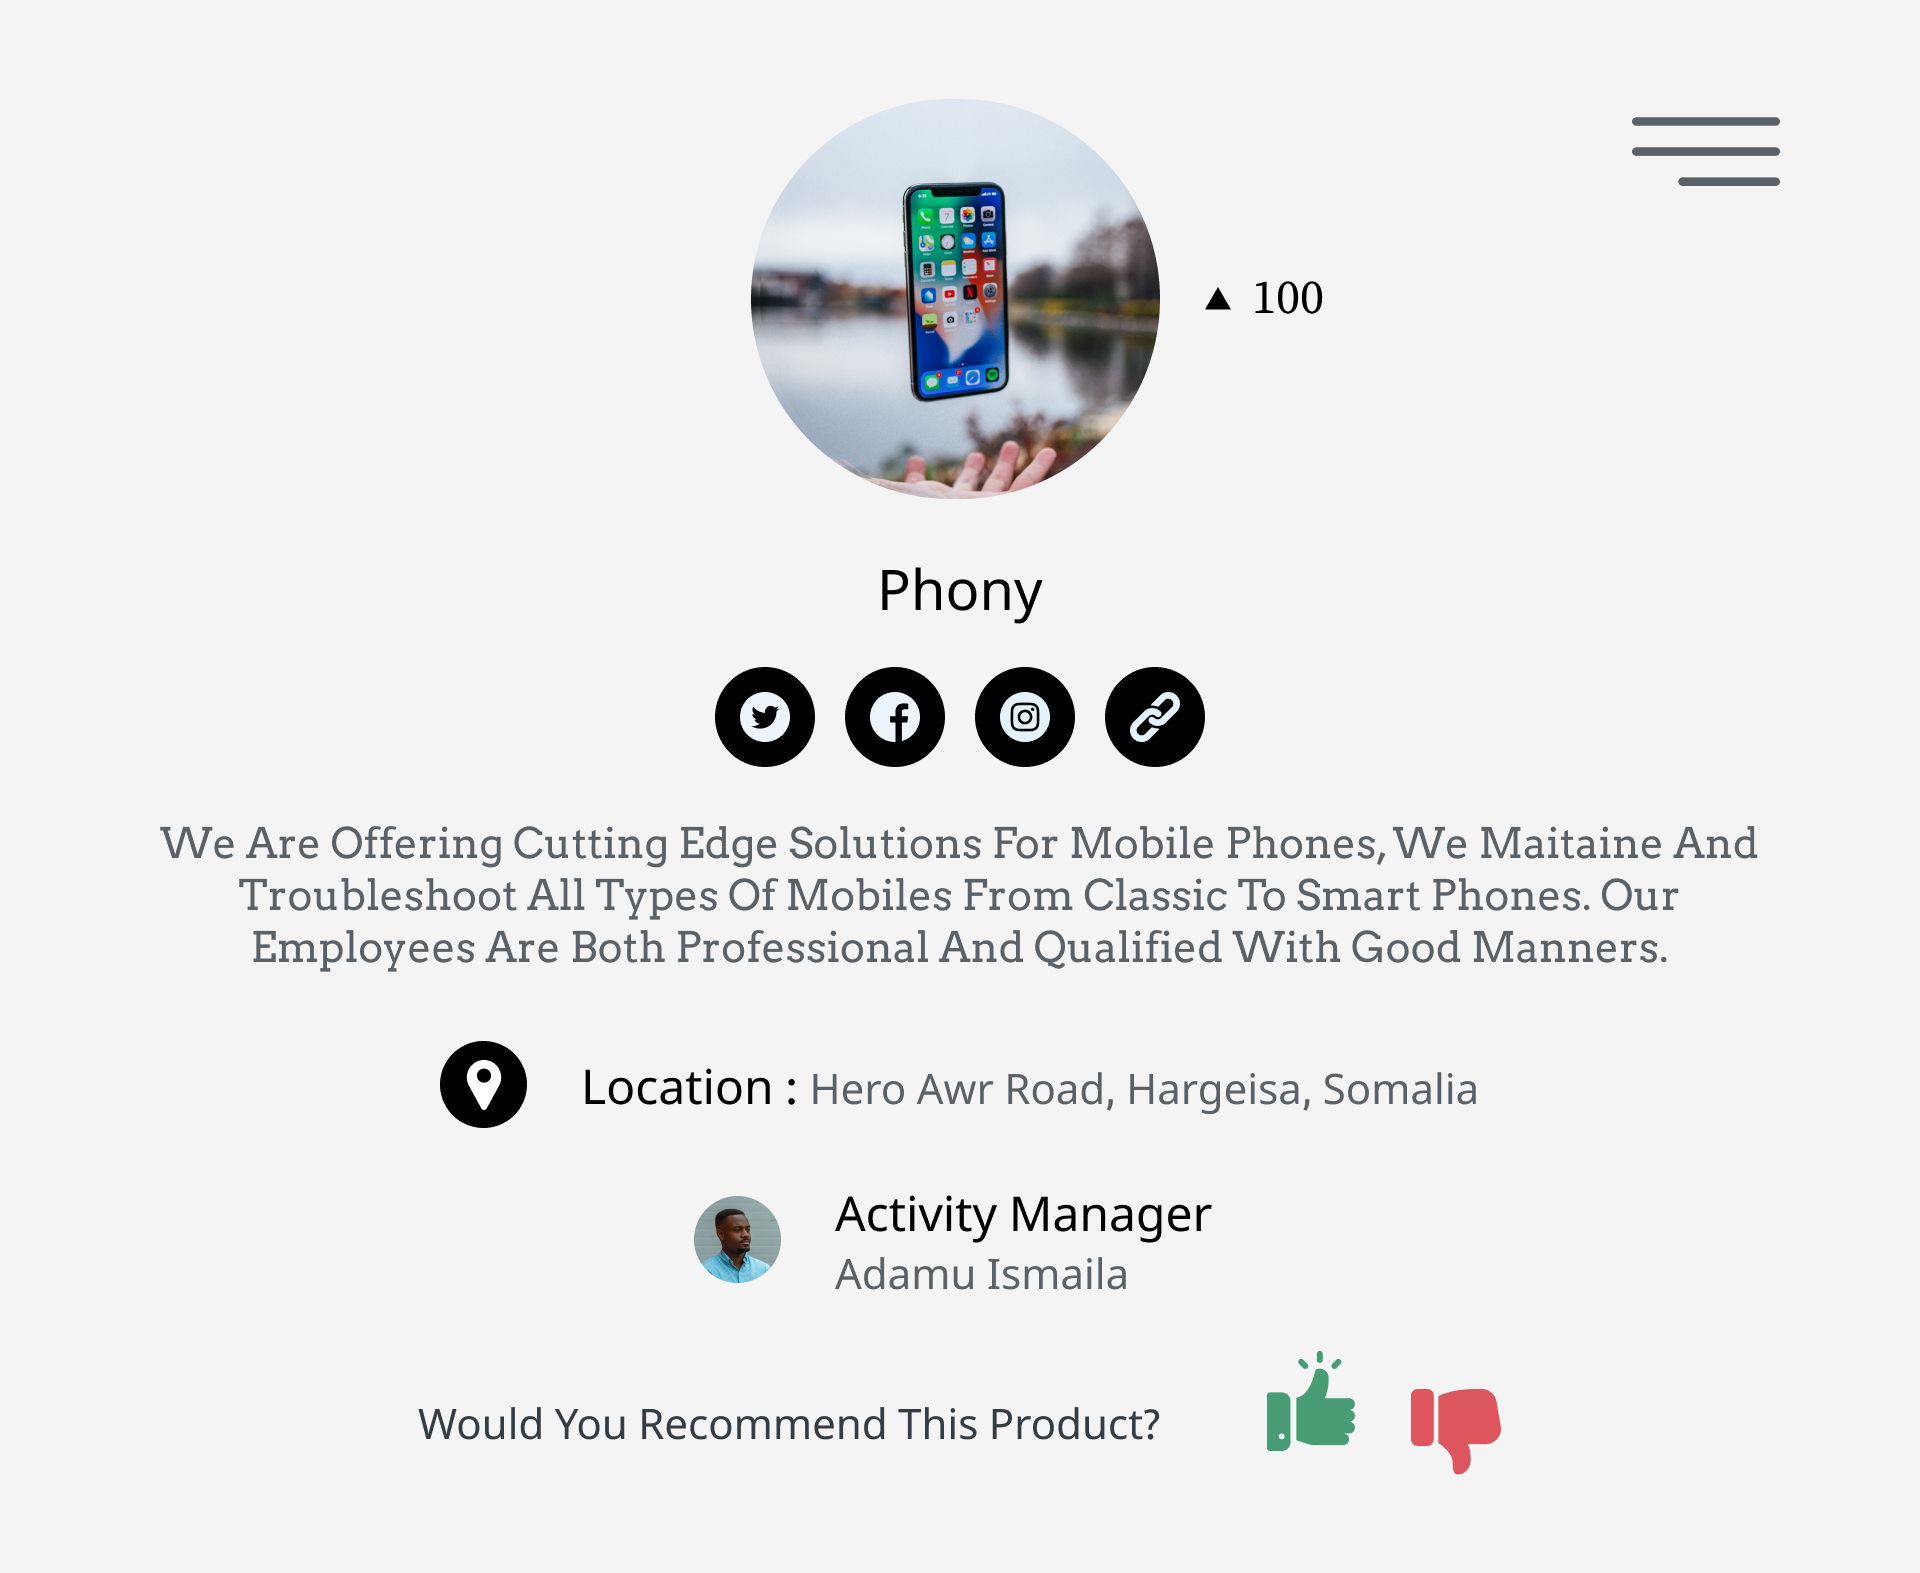 100
Phony
We Are Offering Cutting Edge Solutions For Mobile Phones, We Maitaine And
Troubleshoot All Types Of Mobiles From Classic To Smart Phones. Our
Employees Are Both Professional And Qualified With Good Manners.
Location : Hero Awr Road, Hargeisa, Somalia
Activity Manager
Adamu Ismaila
Would You Recommend This Product?